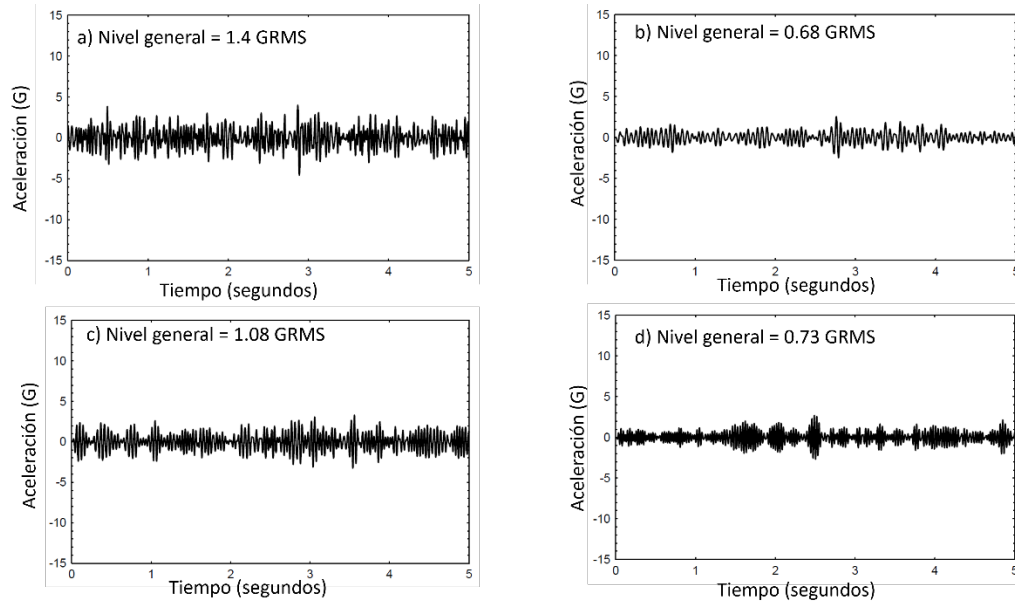 a) Nivel general = 1.4 GRMS
Aceleración (G)
15
10
5
0
-5
-10
-15
0 1 2 3 4 5
Tiempo (segundos)
b) Nivel general = 0.68 GRMS
Aceleración (G)
15
10
5
0
-5
-10
-15
0 1 2 3 4 5
Tiempo (segundos)
c) Nivel general = 1.08 GRMS
Aceleración (G)
15
10
5
0
-5
-10
-15
0 1 2 3 4 5
Tiempo (segundos)
d) Nivel general = 0.73 GRMS
Aceleración (G)
15
10
5
0
-5
-10
-15
0 1 2 3 4 5
Tiempo (segundos)